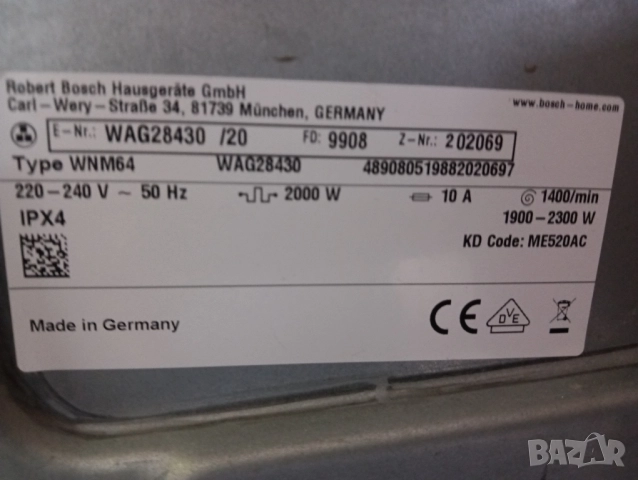 Robert Bosch Hausgeräte GmbH
Carl-Wery-Straße 34, 81739 München, GERMANY
www.bosch-home.com
E-Nr.: WAG28430 /20 FD: 9908 Z-Nr.: 202069
Type WNM64 WAG28430 489080519882020697
220-240 V ~ 50 Hz 2000 W 10 A 1400/min
IPX4 1900-2300 W
KD Code: ME520AC
Made in Germany CE DVE
BAZAR